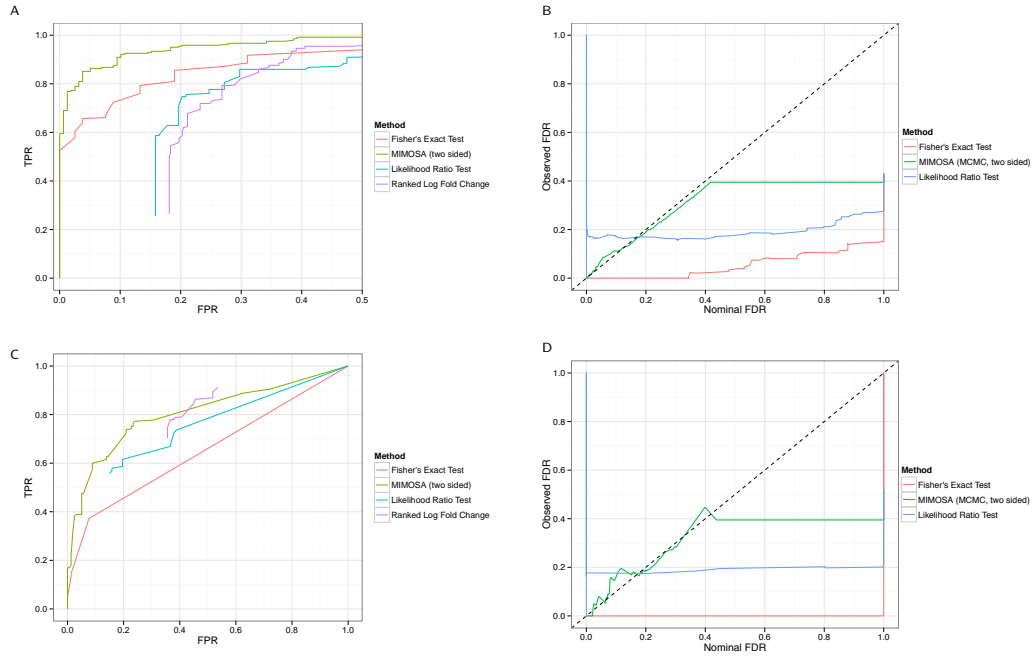 A
1.0
0.8
0.6
0.4
0.2
0.0
TPR
0.0 0.1 0.2 0.3 0.4 0.5
FPR
Method
Fisher's Exact Test
MIMOSA (two sided)
Likelihood Ratio Test
Ranked Log Fold Change
B
1.0
0.8
0.6
0.4
0.2
0.0
Observed FDR
0.0 0.2 0.4 0.6 0.8 1.0
Nominal FDR
Method
Fisher's Exact Test
MIMOSA (MCMC, two sided)
Likelihood Ratio Test
C
1.0
0.8
0.6
0.4
0.2
0.0
TPR
0.0 0.2 0.4 0.6 0.8 1.0
FPR
Method
Fisher's Exact Test
MIMOSA (two sided)
Likelihood Ratio Test
Ranked Log Fold Change
D
1.0
0.8
0.6
0.4
0.2
0.0
Observed FDR
0.0 0.2 0.4 0.6 0.8 1.0
Nominal FDR
Method
Fisher's Exact Test
MIMOSA (MCMC, two sided)
Likelihood Ratio Test